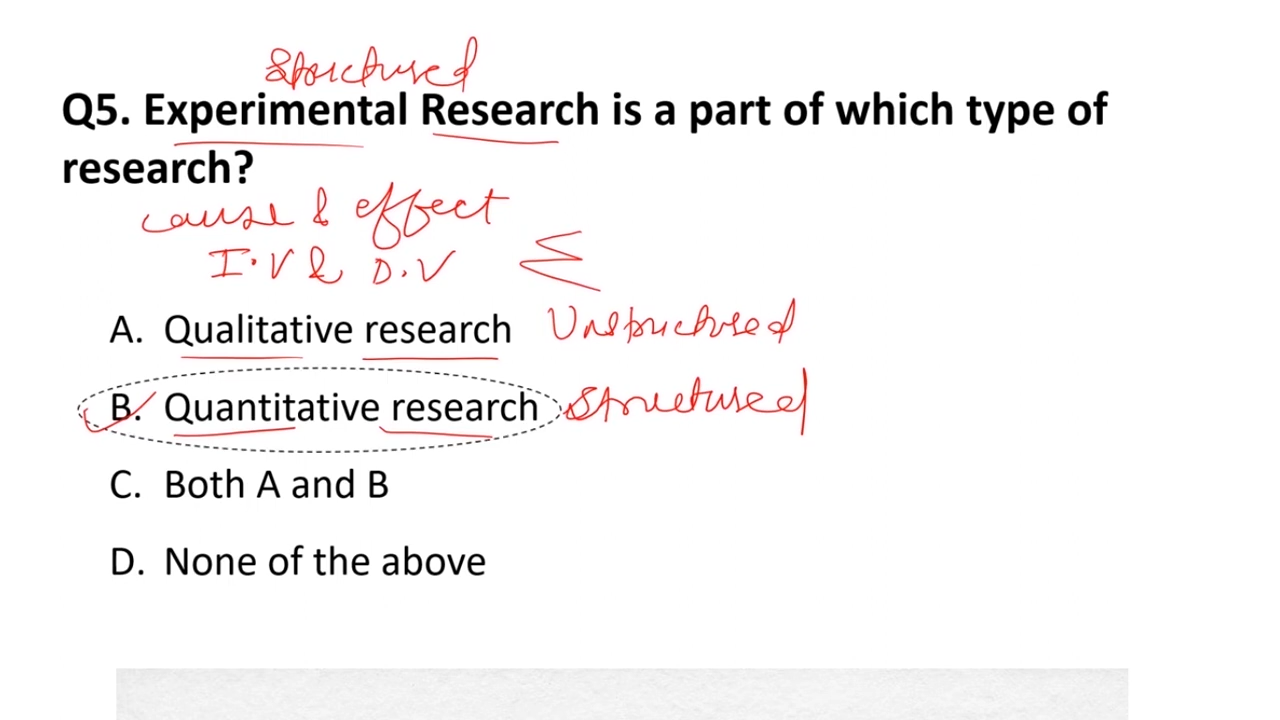 Structured
Q5. Experimental Research is a part of which type of
research?
cause & effect
I.V & D.V
A. Qualitative research Unstructured
B. Quantitative research Structured
C. Both A and B
D. None of the above